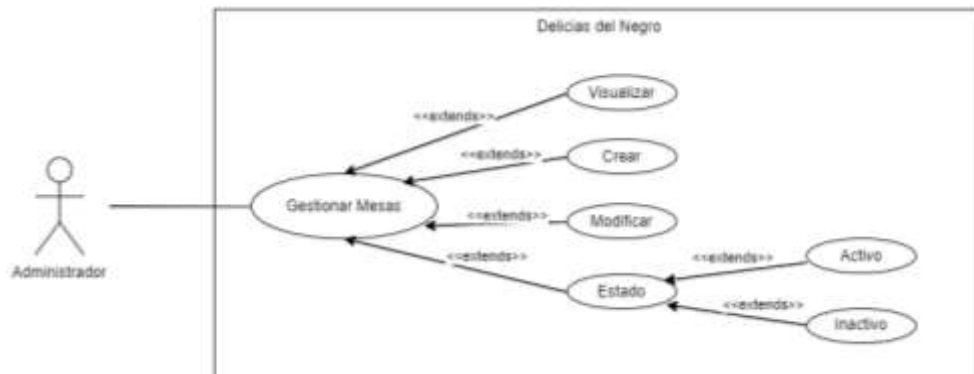 Delicias del Negro
Visualizar
<<extends>>
Crear
<<extends>>
Gestionar Mesas
Modificar
<<extends>>
Administrador
<<extends>>
Estado
Activo
<<extends>>
<<extends>>
Inactivo